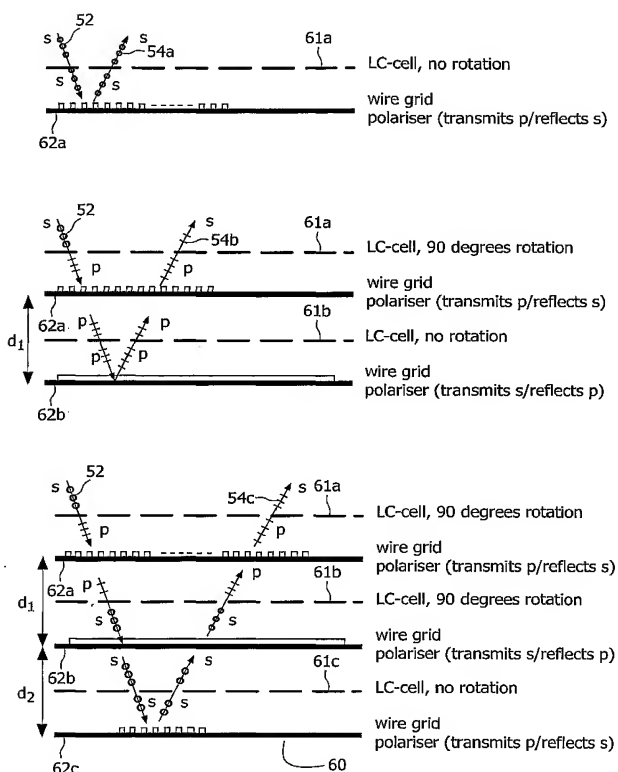 s 52 s 61a
54a LC-cell, no rotation
s s
wire grid
polariser (transmits p/reflects s)
62a
s 52 s 61a
54b LC-cell, 90 degrees rotation
p p
wire grid
polariser (transmits p/reflects s)
62a 61b
d1 p p LC-cell, no rotation
p p
wire grid
polariser (transmits s/reflects p)
62b
s 52 54c s 61a
LC-cell, 90 degrees rotation
p p
wire grid
polariser (transmits p/reflects s)
62a p p 61b
d1 LC-cell, 90 degrees rotation
s s
wire grid
polariser (transmits s/reflects p)
62b s s 61c
d2 LC-cell, no rotation
s s
wire grid
polariser (transmits p/reflects s)
62c 60